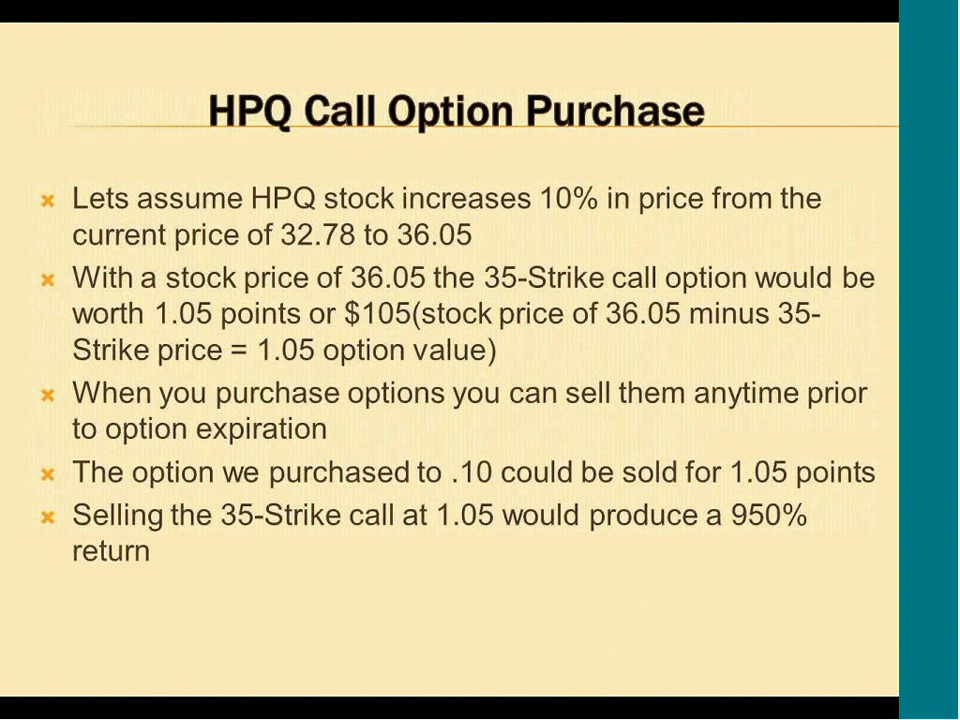 HPQ Call Option Purchase
Lets assume HPQ stock increases 10% in price from the
current price of 32.78 to 36.05
With a stock price of 36.05 the 35-Strike call option would be
worth 1.05 points or $105(stock price of 36.05 minus 35-
Strike price = 1.05 option value)
When you purchase options you can sell them anytime prior
to option expiration
The option we purchased to .10 could be sold for 1.05 points
Selling the 35-Strike call at 1.05 would produce a 950%
return